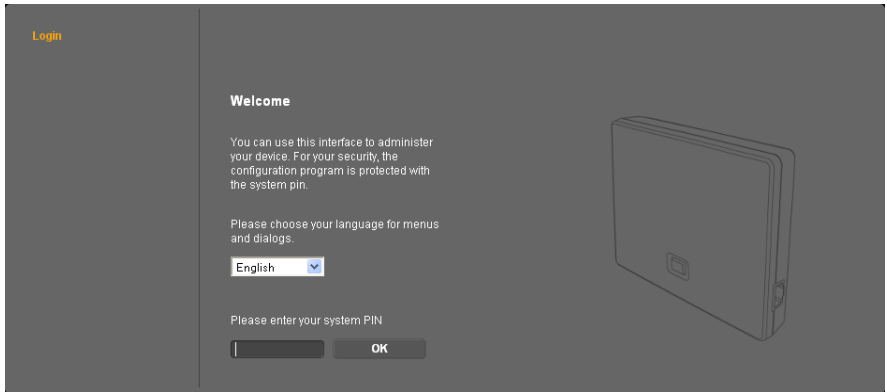 Login
Welcome
You can use this interface to administer
your device. For your security, the
configuration program is protected with
the system pin.
Please choose your language for menus
and dialogs.
English
Please enter your system PIN
OK